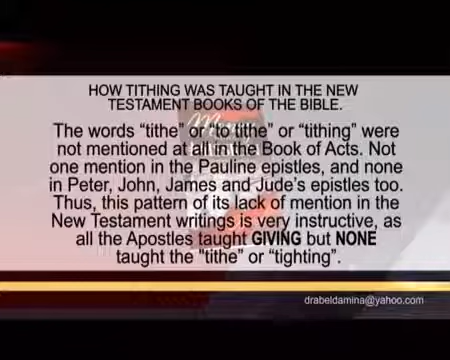 HOW TITHING WAS TAUGHT IN THE NEW
TESTAMENT BOOKS OF THE BIBLE.
The words "tithe" or "to tithe" or "tithing" were
not mentioned at all in the Book of Acts. Not
one mention in the Pauline epistles, and none
in Peter, John, James and Jude's epistles too.
Thus, this pattern of its lack of mention in the
New Testament writings is very instructive, as
all the Apostles taught GIVING but NONE
taught the "tithe" or "tighting".
drabeldamina@yahoo.com